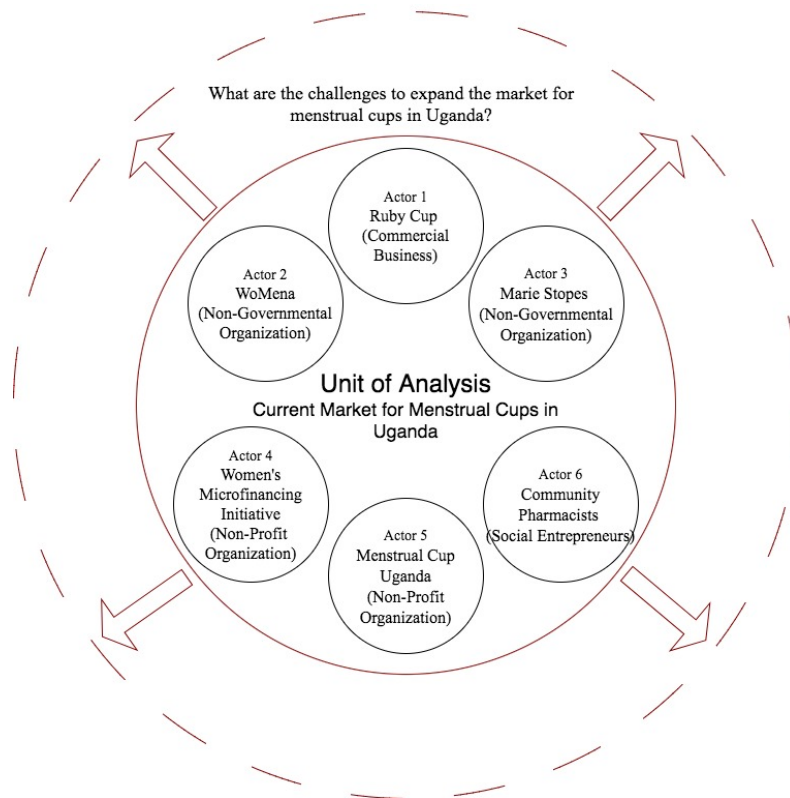 What are the challenges to expand the market for
menstrual cups in Uganda?
Actor 1
Ruby Cup
(Commercial
Business)
Actor 2
WoMena
(Non-Governmental
Organization)
Actor 3
Marie Stopes
(Non-Governmental
Organization)
Unit of Analysis
Current Market for Menstrual Cups in
Uganda
Actor 4
Women's
Microfinancing
Initiative
(Non-Profit
Organization)
Actor 5
Menstrual Cup
Uganda
(Non-Profit
Organization)
Actor 6
Community
Pharmacists
(Social Entrepreneurs)